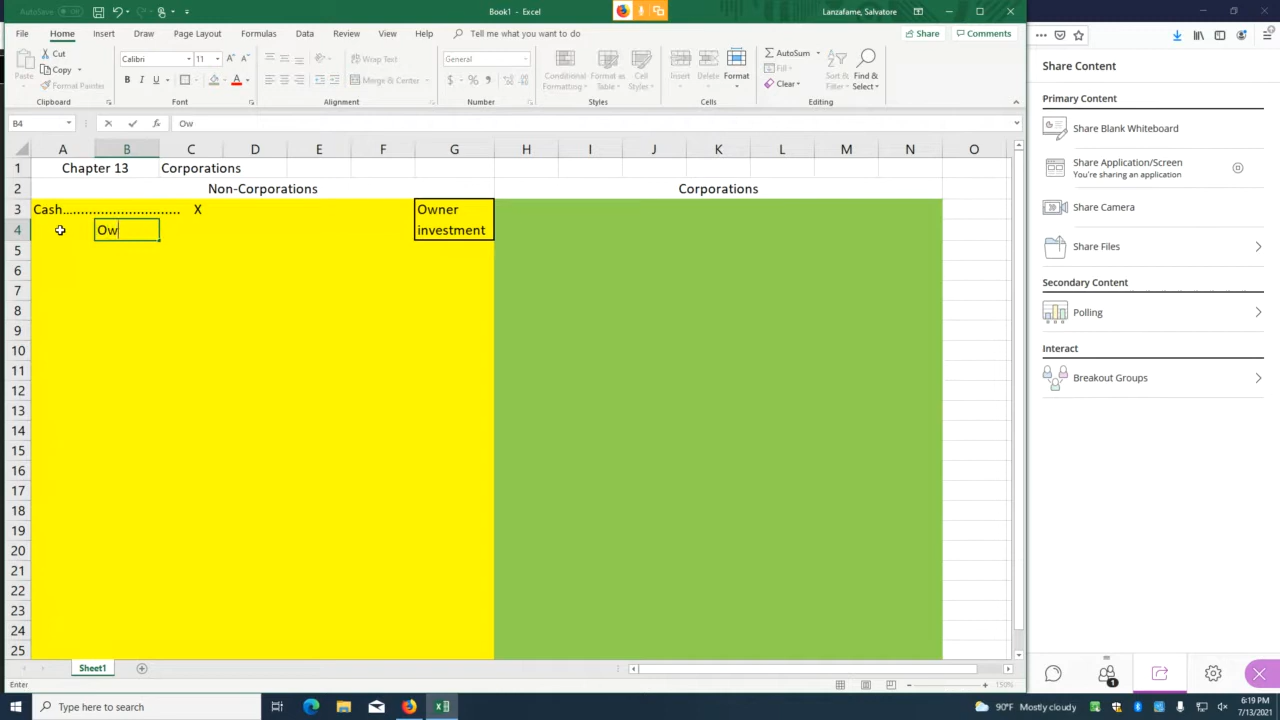 AutoSave Off Book1 - Excel Lanzafame, Salvatore
File Home Insert Draw Page Layout Formulas Data Review View Help Tell me what you want to do Share Comments
Cut
Copy
Format Painter
Paste
Clipboard
Calibri 11
B I U
Font
Wrap Text
Merge & Center
Alignment
General
$ % ,
Number
Conditional Formatting
Format as Table
Cell Styles
Styles
Insert Delete Format
Cells
AutoSum
Fill
Clear
Sort & Filter
Find & Select
Editing
B4 fx Ow
A B C D E F G H I J K L M N O
1 Chapter 13 Corporations
2 Non-Corporations Corporations
3 Cash.............................. X Owner
4 Ow investment
5
6
7
8
9
10
11
12
13
14
15
16
17
18
19
20
21
22
23
24
25
Sheet1
Enter 150%
Share Content
Primary Content
Share Blank Whiteboard
Share Application/Screen
You're sharing an application
Share Camera
Share Files
Secondary Content
Polling
Interact
Breakout Groups
1
Type here to search
90°F Mostly cloudy
6:19 PM
7/13/2021